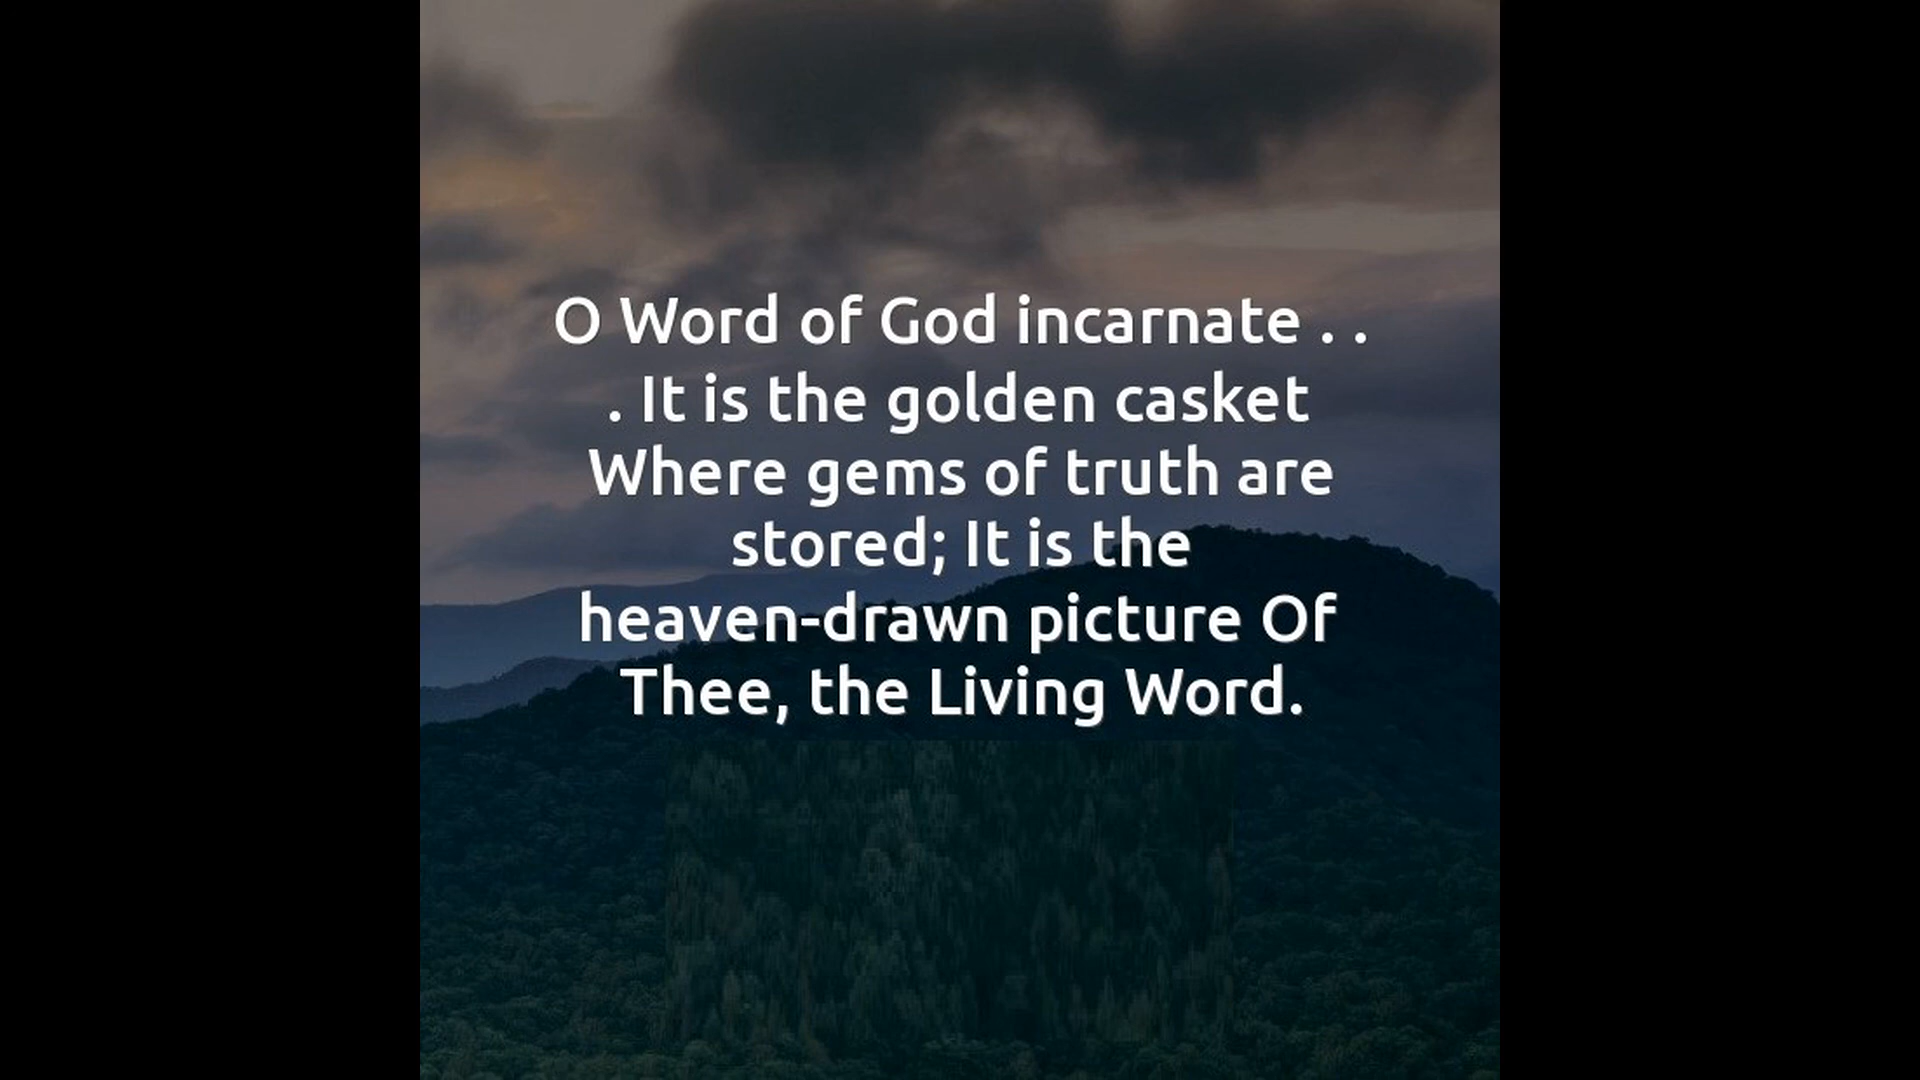 O Word of God incarnate . .
. It is the golden casket
Where gems of truth are
stored; It is the
heaven-drawn picture Of
Thee, the Living Word.